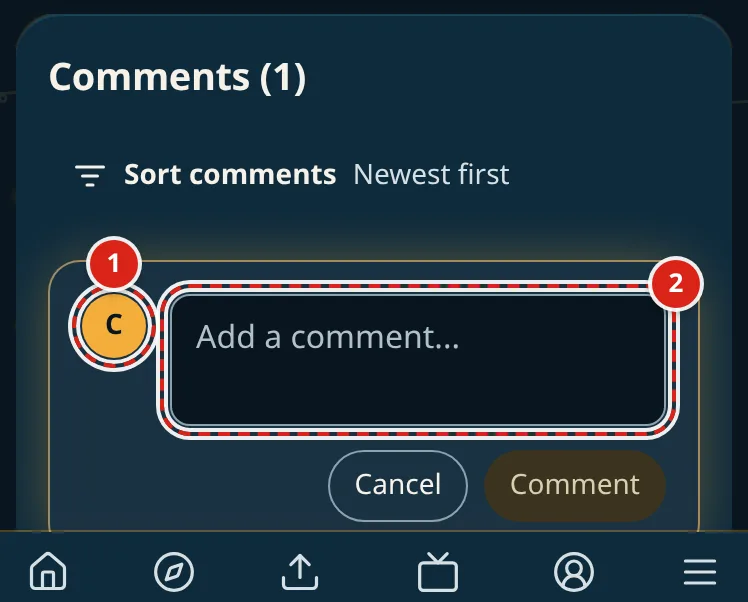 Comments (1)
Sort comments Newest first
1
2
C
Add a comment...
Cancel
Comment